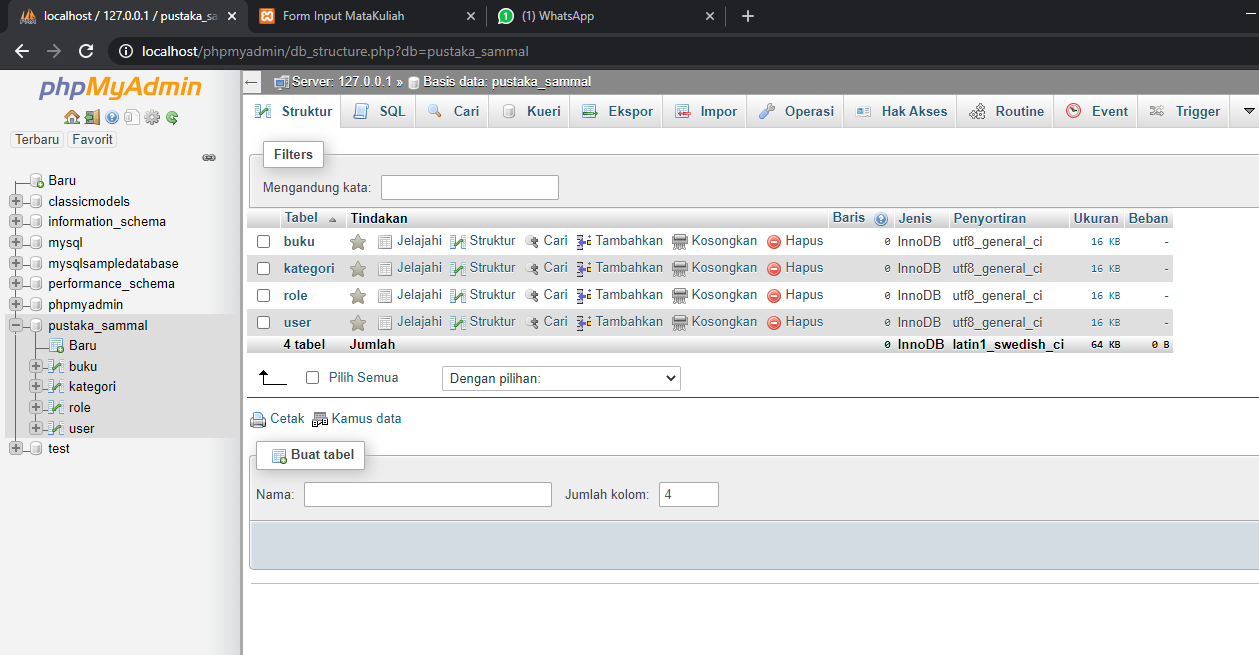 localhost / 127.0.0.1 / pustaka_sa
Form Input MataKuliah
(1) WhatsApp
localhost/phpmyadmin/db_structure.php?db=pustaka_sammal
phpMyAdmin
Terbaru Favorit
Baru
classicmodels
information_schema
mysql
mysqlsampledatabase
performance_schema
phpmyadmin
pustaka_sammal
Baru
buku
kategori
role
user
test
Server: 127.0.0.1 » Basis data: pustaka_sammal
Struktur SQL Cari Kueri Ekspor Impor Operasi Hak Akses Routine Event Trigger
Filters
Mengandung kata:
Tabel Tindakan Baris Jenis Penyortiran Ukuran Beban
buku Jelajahi Struktur Cari Tambahkan Kosongkan Hapus 0 InnoDB utf8_general_ci 16 KB -
kategori Jelajahi Struktur Cari Tambahkan Kosongkan Hapus 0 InnoDB utf8_general_ci 16 KB -
role Jelajahi Struktur Cari Tambahkan Kosongkan Hapus 0 InnoDB utf8_general_ci 16 KB -
user Jelajahi Struktur Cari Tambahkan Kosongkan Hapus 0 InnoDB utf8_general_ci 16 KB -
4 tabel Jumlah 0 InnoDB latin1_swedish_ci 64 KB 0 B
Pilih Semua Dengan pilihan:
Cetak Kamus data
Buat tabel
Nama: Jumlah kolom: 4